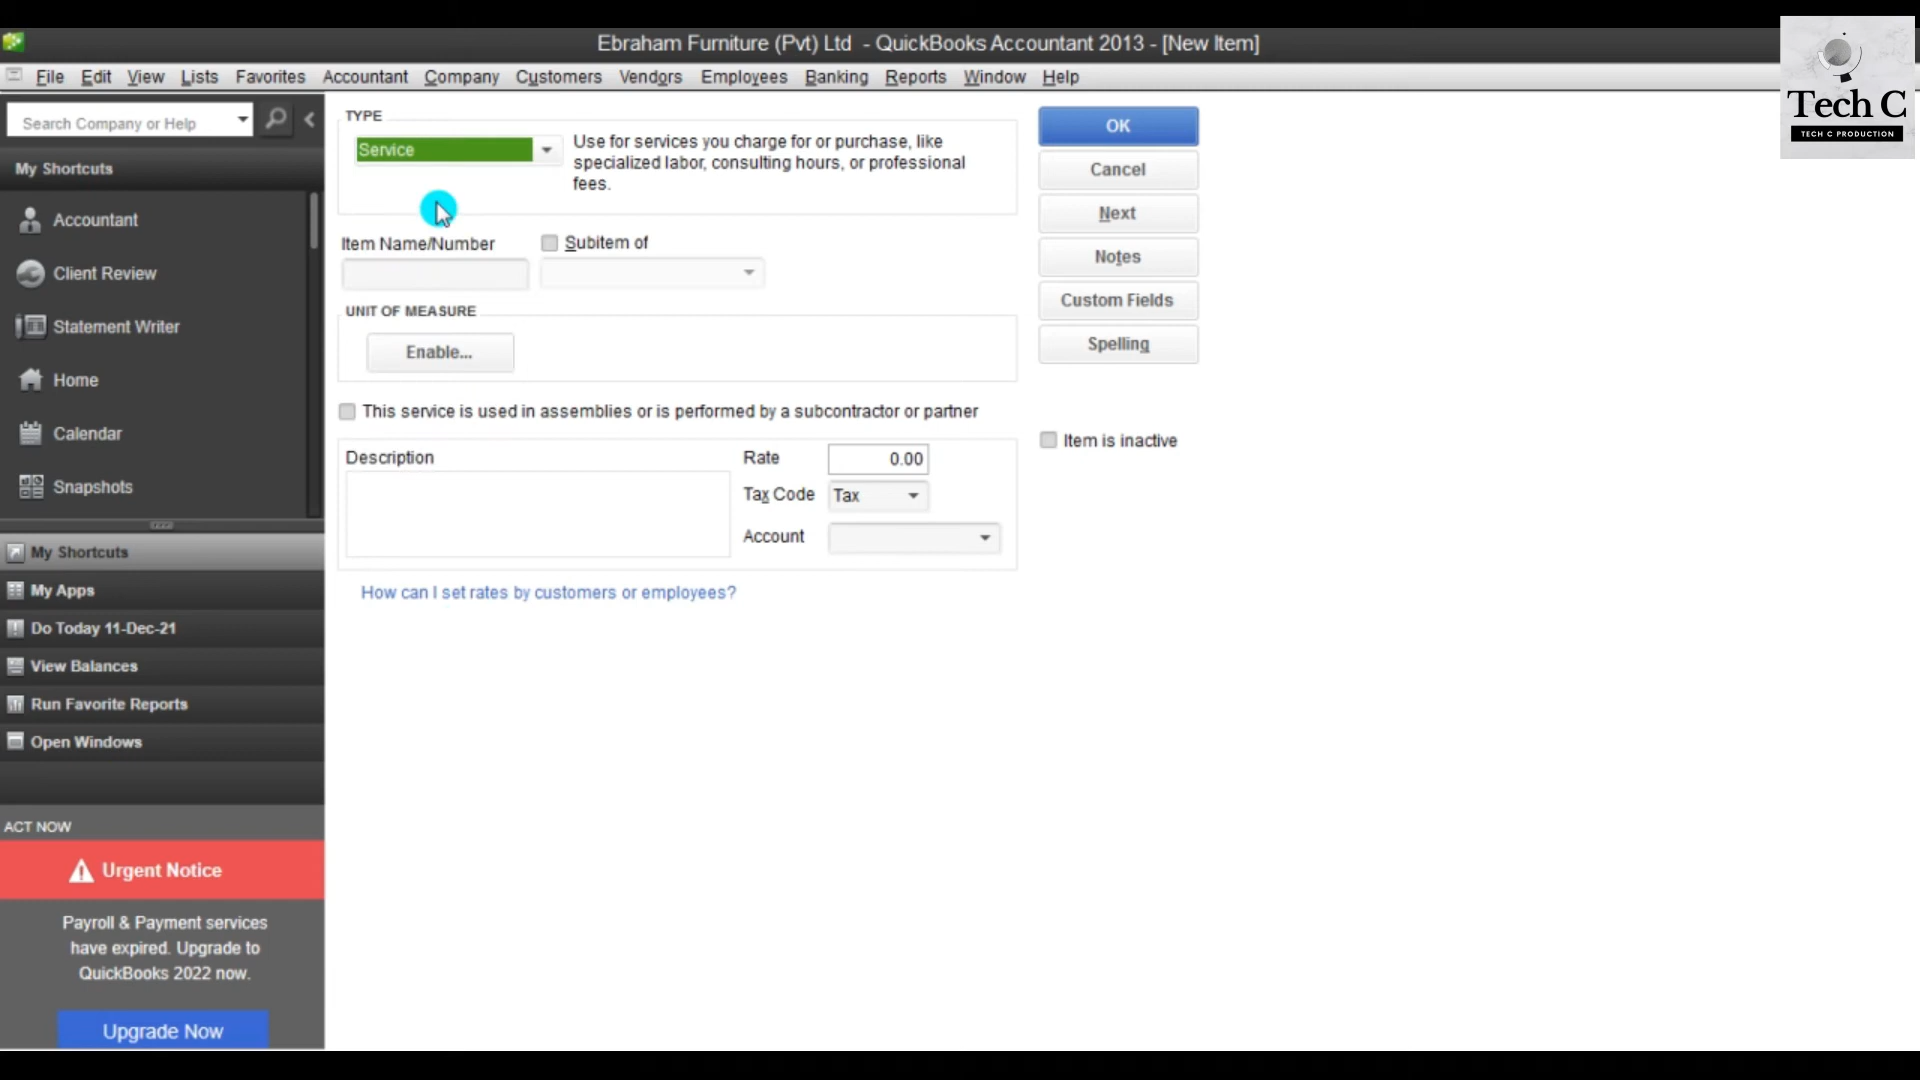 Ebraham Furniture (Pvt) Ltd - QuickBooks Accountant 2013 - [New Item]
File Edit View Lists Favorites Accountant Company Customers Vendors Employees Banking Reports Window Help
Tech C
TECH C PRODUCTION
Search Company or Help
My Shortcuts
Accountant
Client Review
Statement Writer
Home
Calendar
Snapshots
My Shortcuts
My Apps
Do Today 11-Dec-21
View Balances
Run Favorite Reports
Open Windows
ACT NOW
Urgent Notice
Payroll & Payment services
have expired. Upgrade to
QuickBooks 2022 now.
Upgrade Now
TYPE
Service
Use for services you charge for or purchase, like
specialized labor, consulting hours, or professional
fees.
Item Name/Number
Subitem of
UNIT OF MEASURE
Enable...
This service is used in assemblies or is performed by a subcontractor or partner
Description
Rate
0.00
Tax Code
Tax
Account
How can I set rates by customers or employees?
OK
Cancel
Next
Notes
Custom Fields
Spelling
Item is inactive